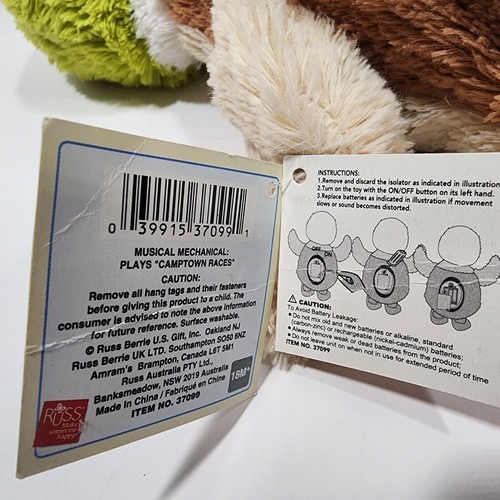 0 39915 37099 1
MUSICAL MECHANICAL:
PLAYS "CAMPTOWN RACES"
CAUTION:
Remove all hang tags and their fasteners
before giving this product to a child. The
consumer is advised to note the above information
for future reference. Surface washable.
© Russ Berrie U.S. Gift, Inc. Oakland NJ
Russ Berrie UK LTD. Southampton SO50 6NZ
Amram's Brampton, Canada L6T 5M1
Russ Australia PTY Ltd.
Banksmeadow, NSW 2019 Australia
Made in China / Fabriqué en Chine
ITEM NO. 37099
18M+
RUSS
Make
someone
happy
INSTRUCTIONS:
1.Remove and discard the isolator as indicated in illustration
2.Turn on the toy with the ON/OFF button on its left hand.
3.Replace batteries as indicated in illustration if movement
slows or sound becomes distorted.
OFF ON
CAUTION:
To Avoid Battery Leakage:
• Do not mix old and new batteries or alkaline, standard
(carbon-zinc) or rechargeable (nickel-cadmium) batteries;
• Always remove weak or dead batteries from the product;
• Do not leave unit on when not in use for extended period of time
ITEM NO. 37099